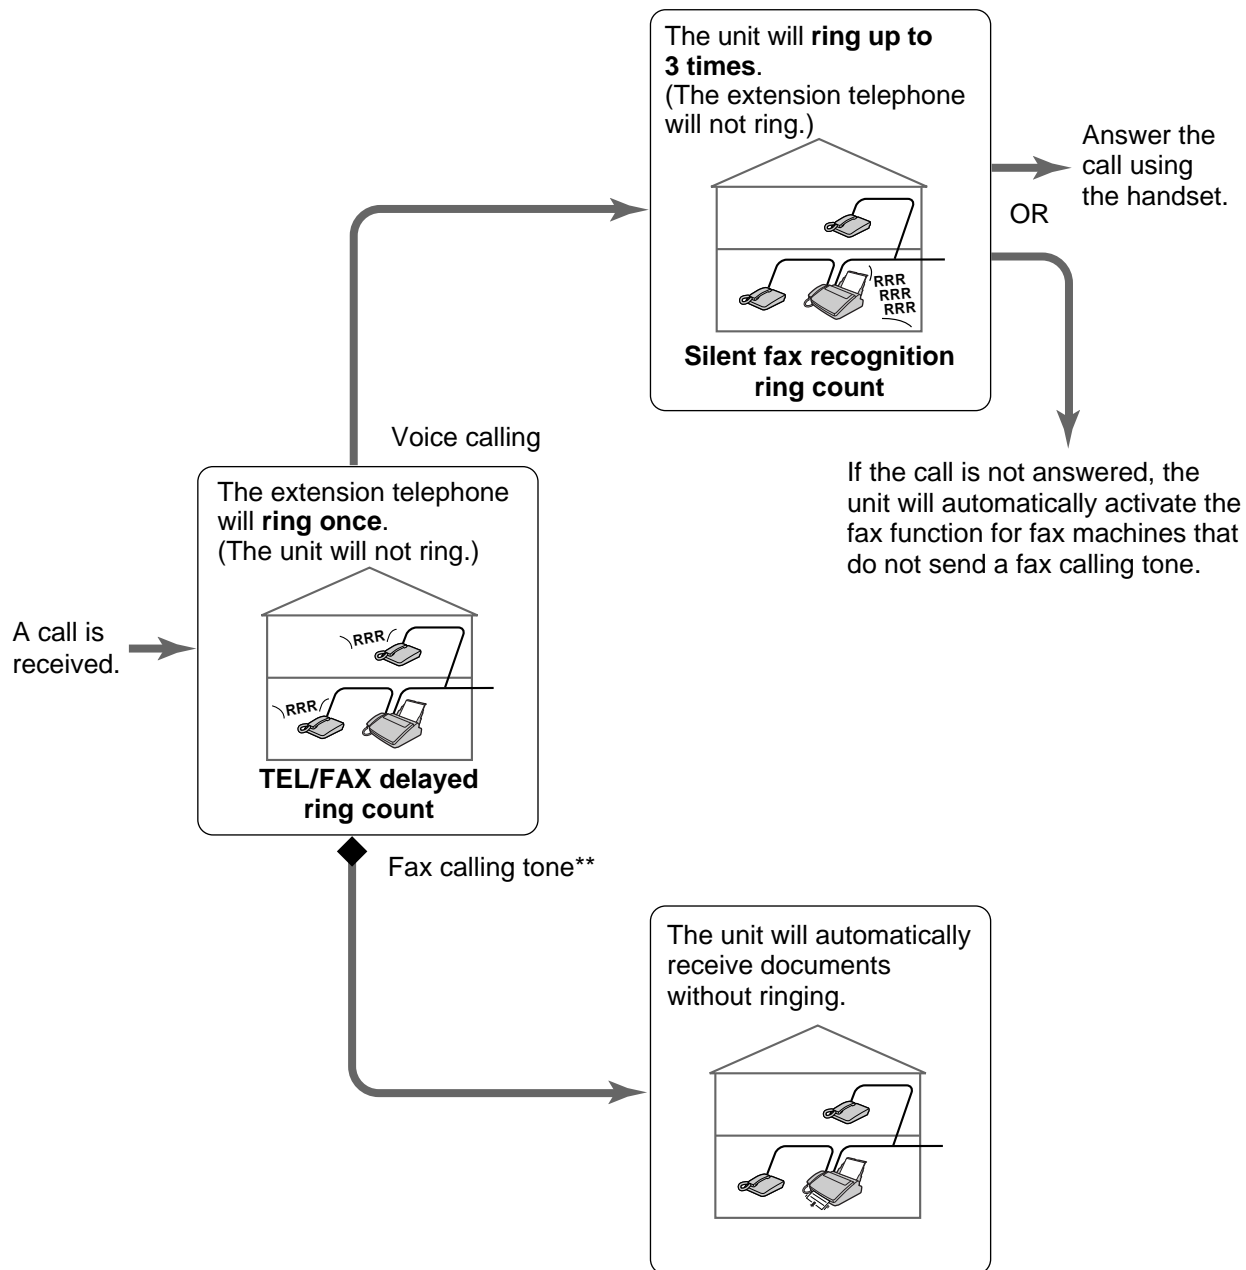 The unit will ring up to
3 times.
(The extension telephone
will not ring.)
RRR
RRR
RRR
Silent fax recognition
ring count
Answer the
call using
the handset.
OR
If the call is not answered, the
unit will automatically activate the
fax function for fax machines that
do not send a fax calling tone.
Voice calling
A call is
received.
The extension telephone
will ring once.
(The unit will not ring.)
RRR
RRR
TEL/FAX delayed
ring count
Fax calling tone**
The unit will automatically
receive documents
without ringing.